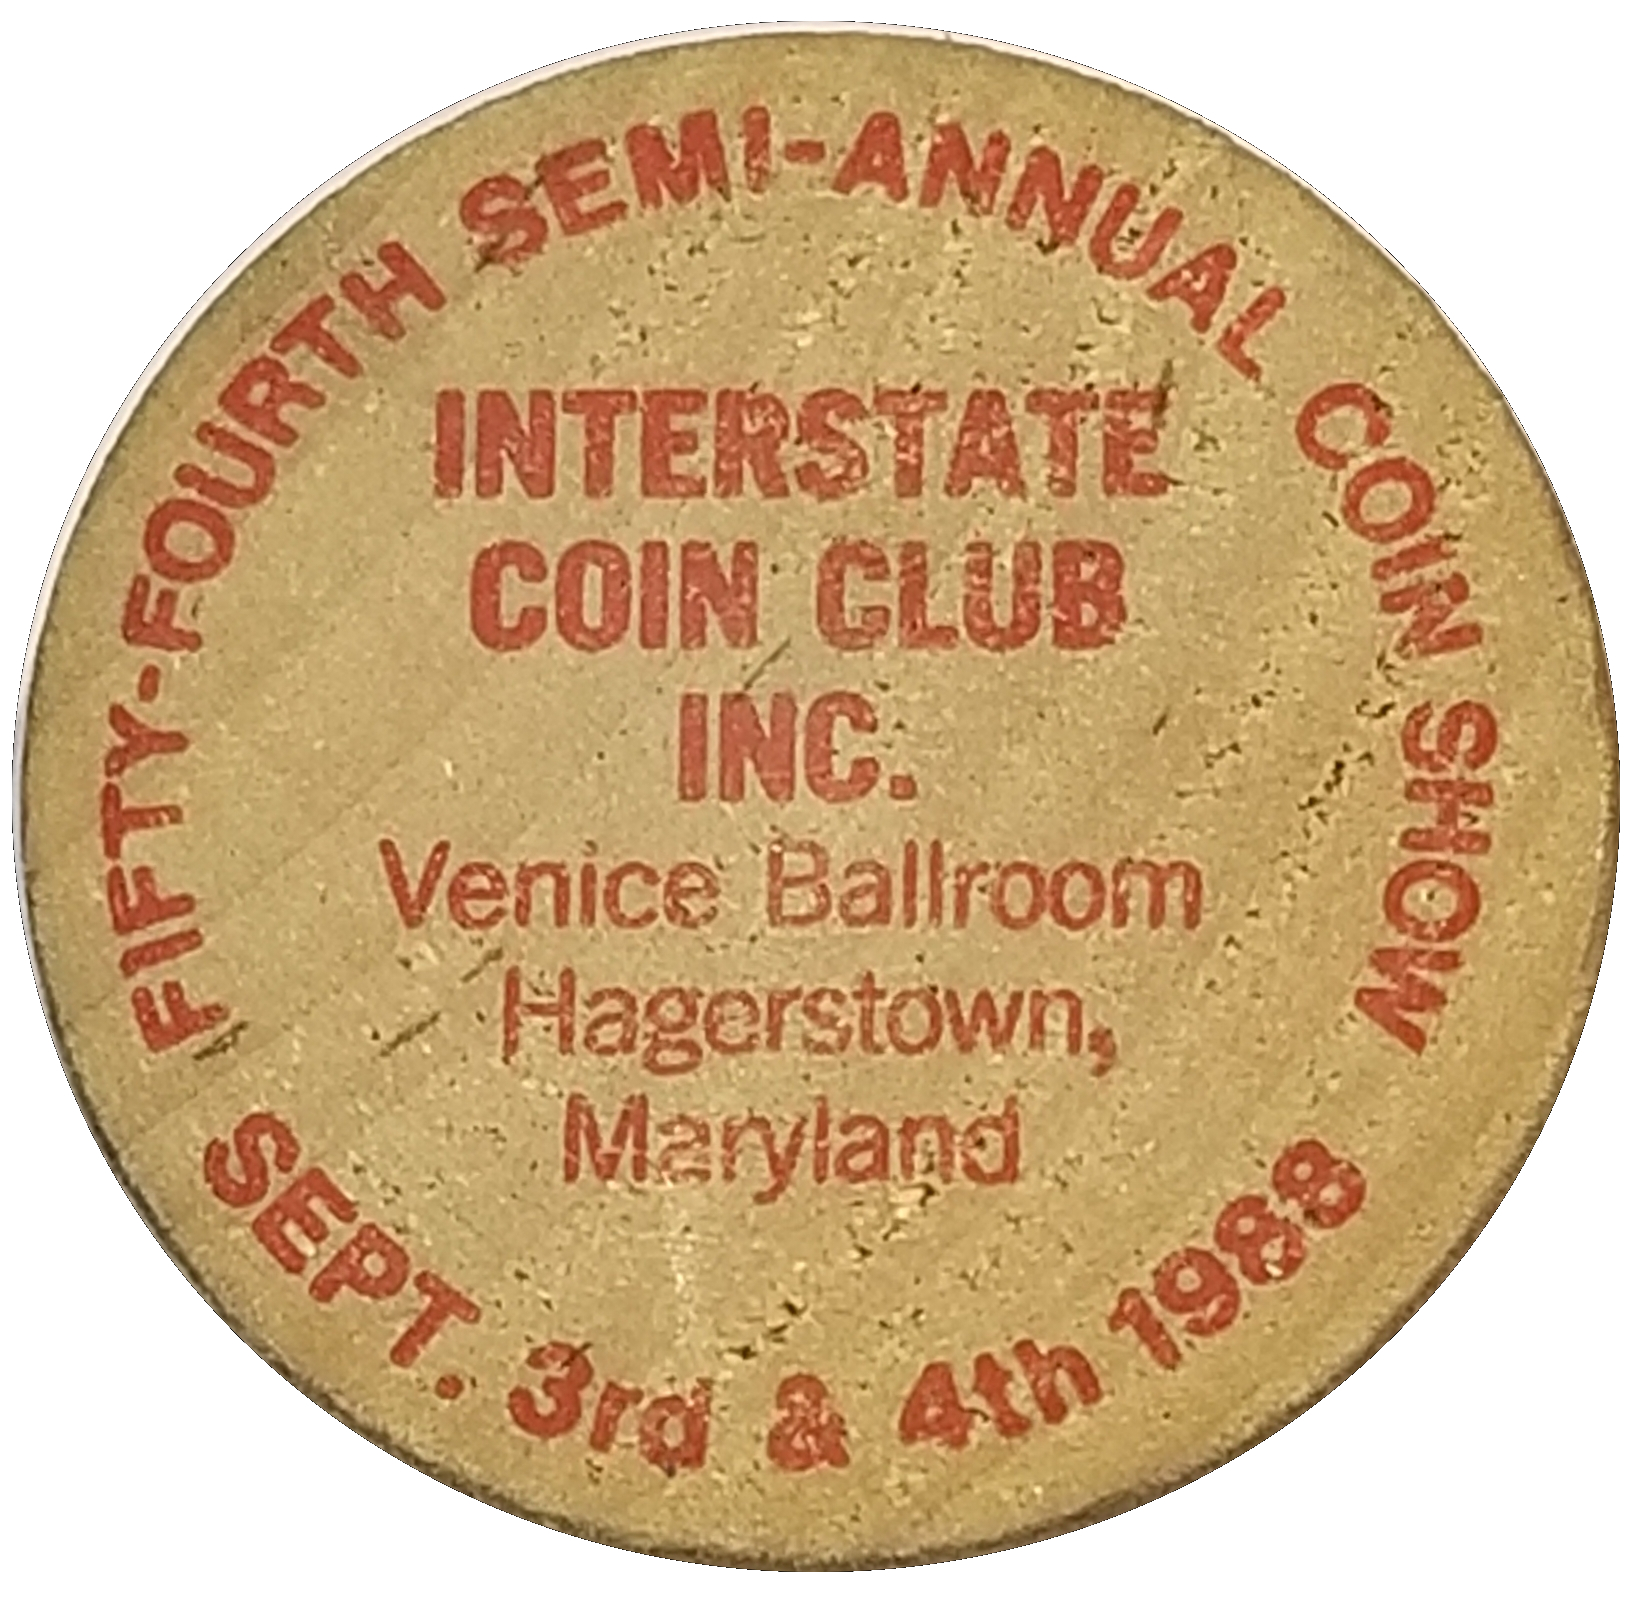 FIFTY-FOURTH SEMI-ANNUAL COIN SHOW
INTERSTATE
COIN CLUB
INC.
Venice Ballroom
Hagerstown,
Maryland
SEPT. 3rd & 4th 1988